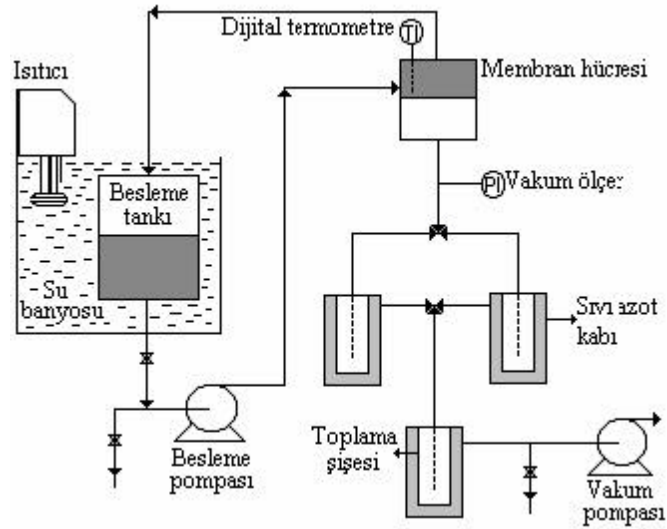 Dijital termometre
TI
Isıtıcı
Membran hücresi
Besleme
tankı
PI
Vakum ölçer
Su
banyosu
Sıvı azot
kabı
Toplama
şişesi
Besleme
pompası
Vakum
pompası